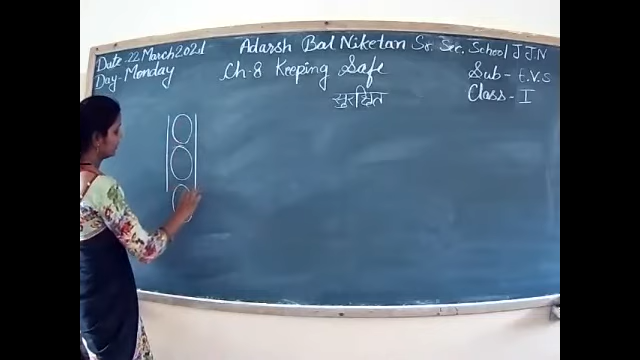 Date - 22 March 2021 Adarsh Bal Niketan Sr. Sec. School JJN
Day - Monday Ch-8 Keeping Safe Sub - E.V.S
सुरक्षित Class - I